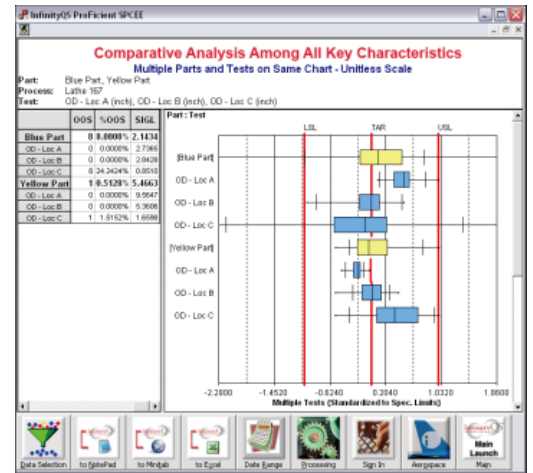 InfinityQS ProFicient SPCEE
Comparative Analysis Among All Key Characteristics
Multiple Parts and Tests on Same Chart - Unitless Scale
Part: Blue Part, Yellow Part
Process: Lathe 167
Test: OD - Loc A (inch), OD - Loc B (inch), OD - Loc C (inch)
OOS %OOS SIGL
Blue Part 8 8.0808% 2.1434
OD - Loc A 0 0.0000% 2.7365
OD - Loc B 0 0.0000% 2.8428
OD - Loc C 8 24.2424% 0.8510
Yellow Part 1 0.5128% 5.4663
OD - Loc A 0 0.0000% 9.5647
OD - Loc B 0 0.0000% 5.3606
OD - Loc C 1 1.5152% 1.6598
Part : Test
LSL TAR USL
[Blue Part]
OD - Loc A
OD - Loc B
OD - Loc C
[Yellow Part]
OD - Loc A
OD - Loc B
OD - Loc C
-2.2800 -1.4520 -0.6240 0.2040 1.0320 1.8600
Multiple Tests (Standardized to Spec. Limits)
Main
Launch
Data Selection to NotePad to Minitab to Excel Date Range Processing Sign In Aerospace Main